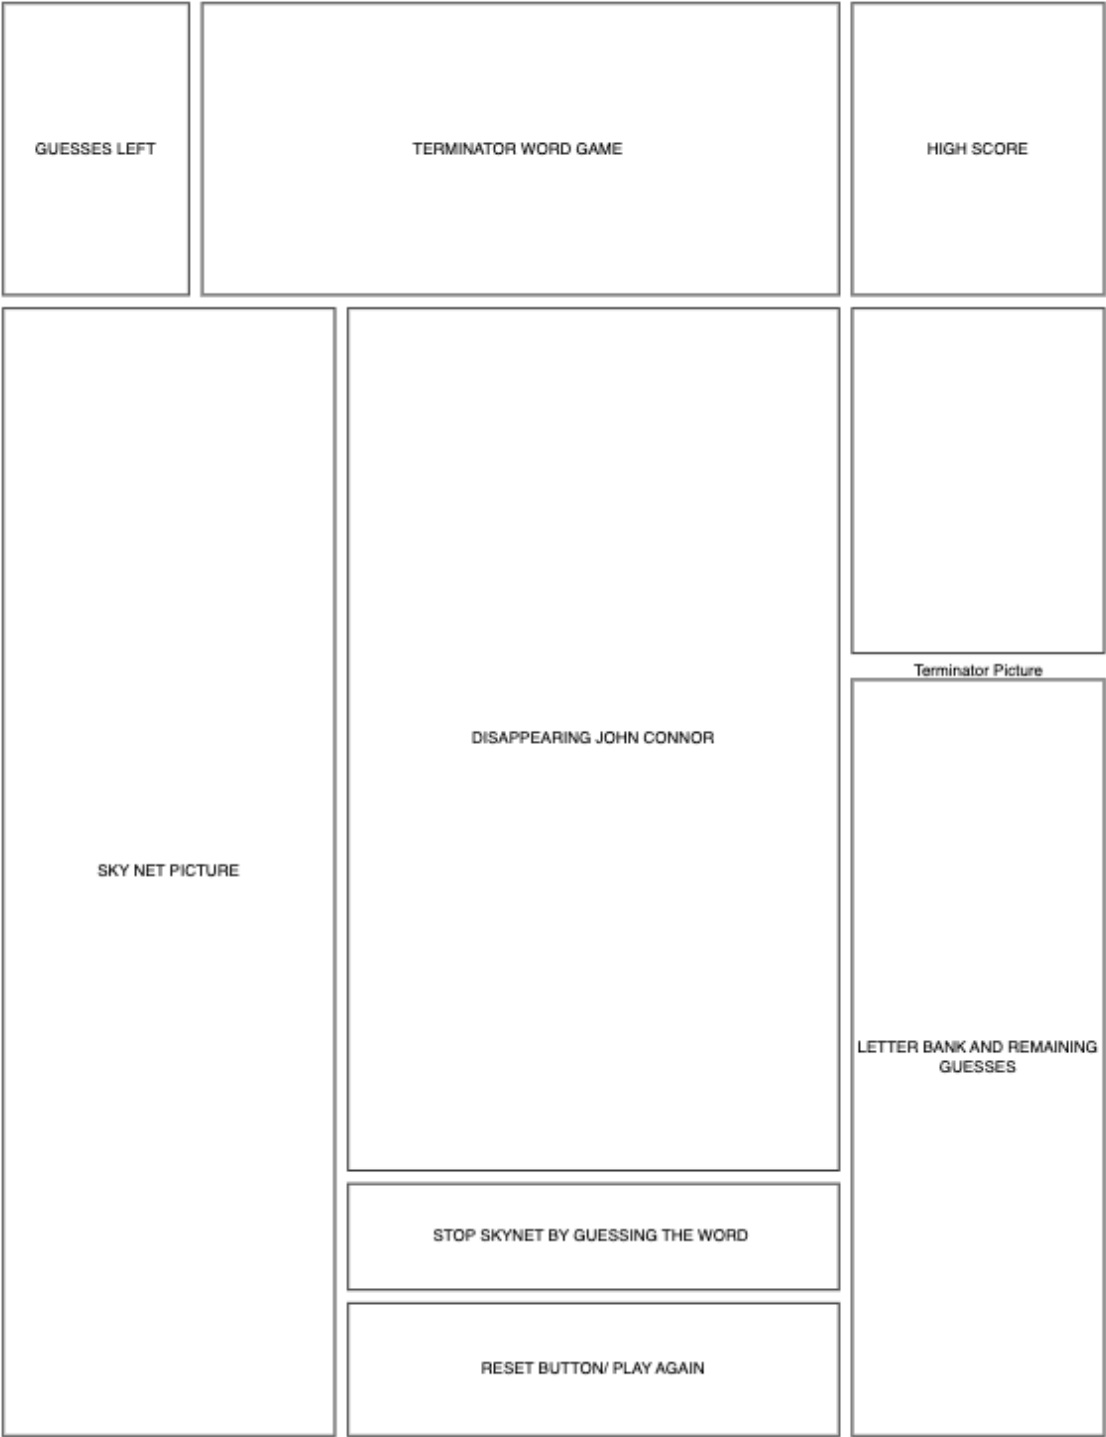 GUESSES LEFT
TERMINATOR WORD GAME
HIGH SCORE
Terminator Picture
DISAPPEARING JOHN CONNOR
SKY NET PICTURE
LETTER BANK AND REMAINING
GUESSES
STOP SKYNET BY GUESSING THE WORD
RESET BUTTON/ PLAY AGAIN